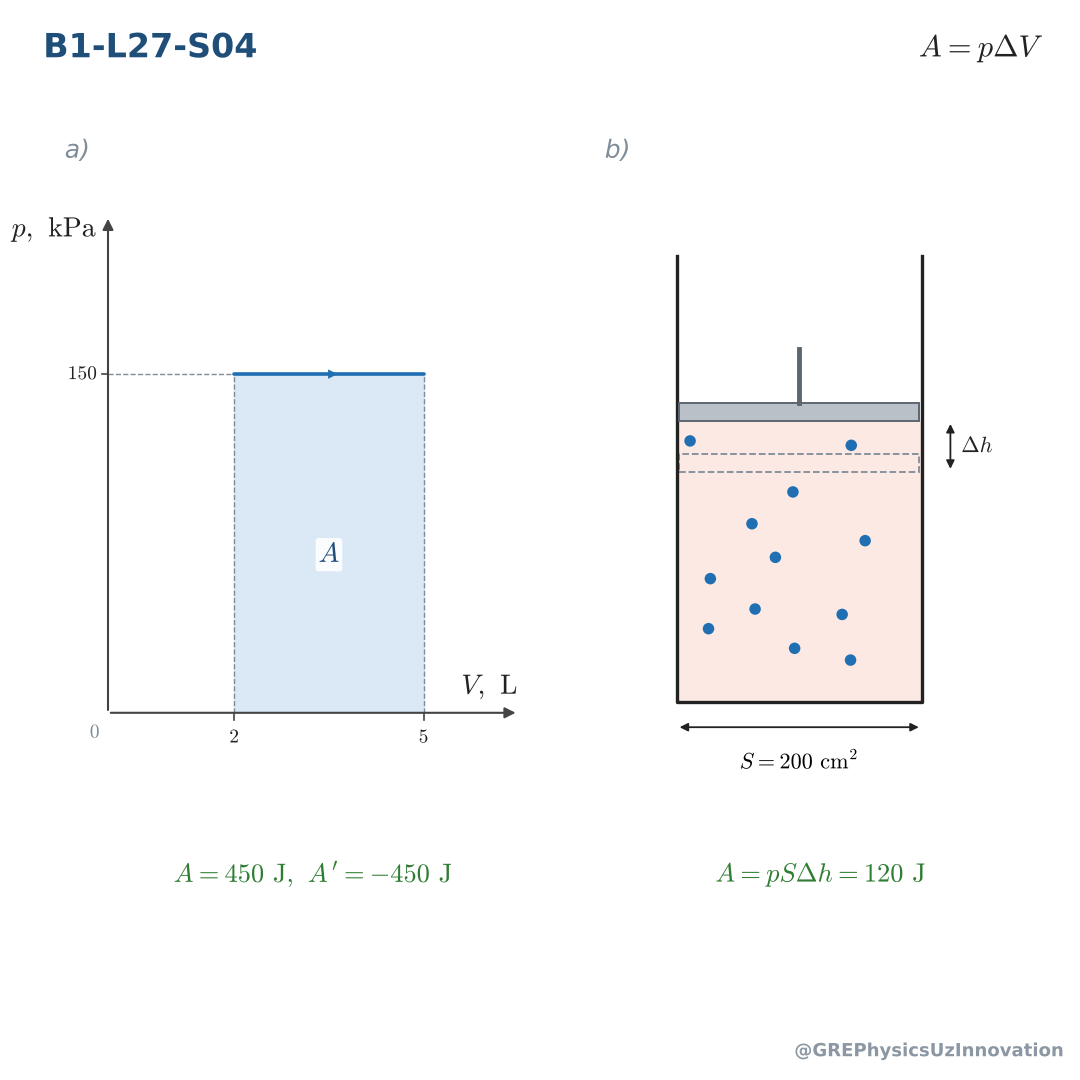 B1-L27-S04
A = pΔV
a)
b)
p, kPa
150
A
V, L
0
2
5
Δh
S = 200 cm²
A = 450 J, A′ = −450 J
A = pSΔh = 120 J
@GREPhysicsUzInnovation